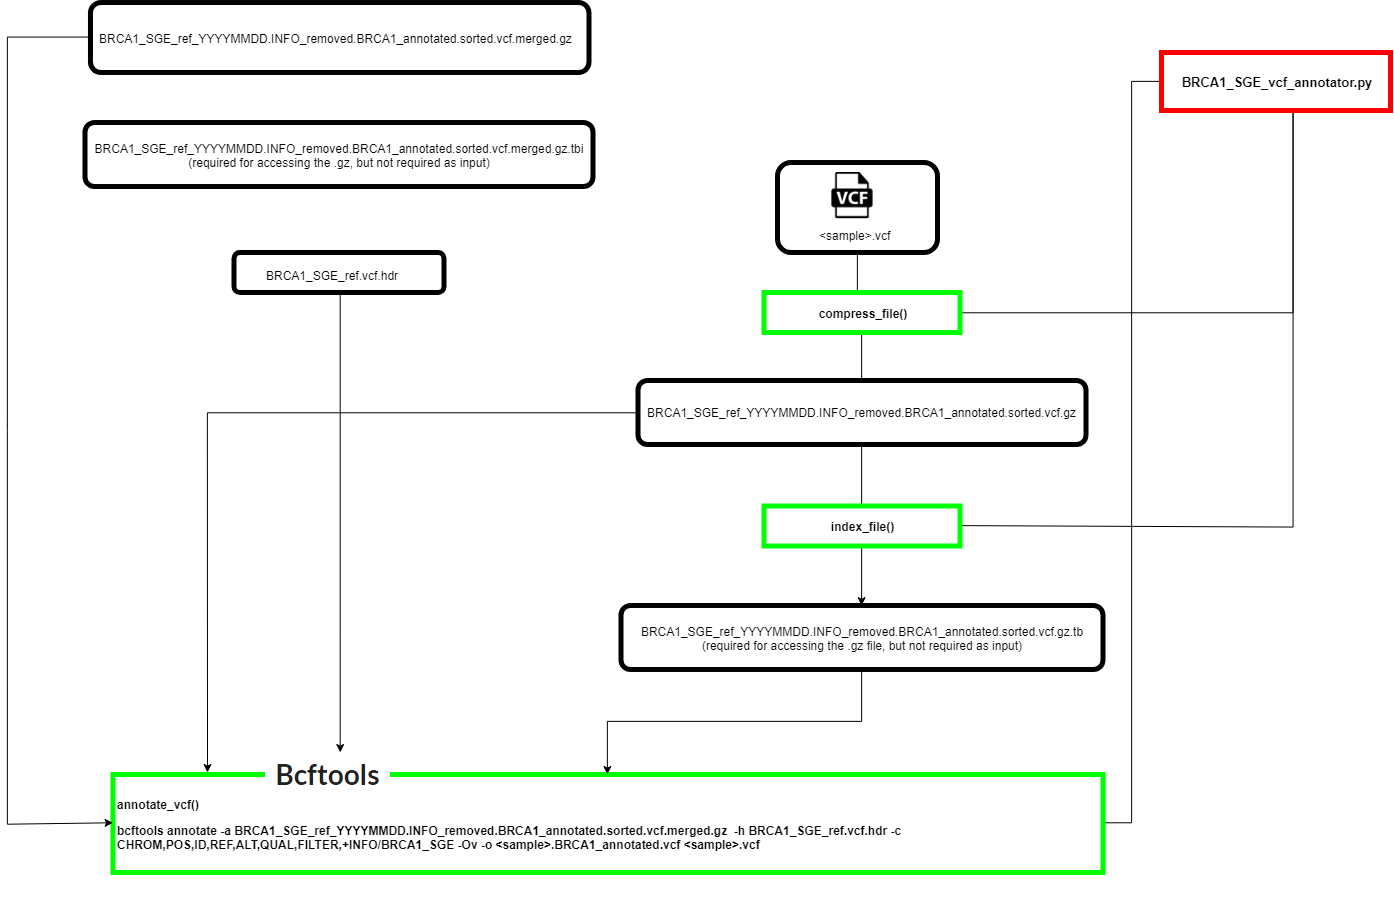 BRCA1_SGE_ref_YYYYMMDD.INFO_removed.BRCA1_annotated.sorted.vcf.merged.gz
BRCA1_SGE_vcf_annotator.py
BRCA1_SGE_ref_YYYYMMDD.INFO_removed.BRCA1_annotated.sorted.vcf.merged.gz.tbi
(required for accessing the .gz, but not required as input)
VCF
<sample>.vcf
BRCA1_SGE_ref.vcf.hdr
compress_file()
BRCA1_SGE_ref_YYYYMMDD.INFO_removed.BRCA1_annotated.sorted.vcf.gz
index_file()
BRCA1_SGE_ref_YYYYMMDD.INFO_removed.BRCA1_annotated.sorted.vcf.gz.tb
(required for accessing the .gz file, but not required as input)
Bcftools
annotate_vcf()
bcftools annotate -a BRCA1_SGE_ref_YYYYMMDD.INFO_removed.BRCA1_annotated.sorted.vcf.merged.gz  -h BRCA1_SGE_ref.vcf.hdr -c
CHROM,POS,ID,REF,ALT,QUAL,FILTER,+INFO/BRCA1_SGE -Ov -o <sample>.BRCA1_annotated.vcf <sample>.vcf